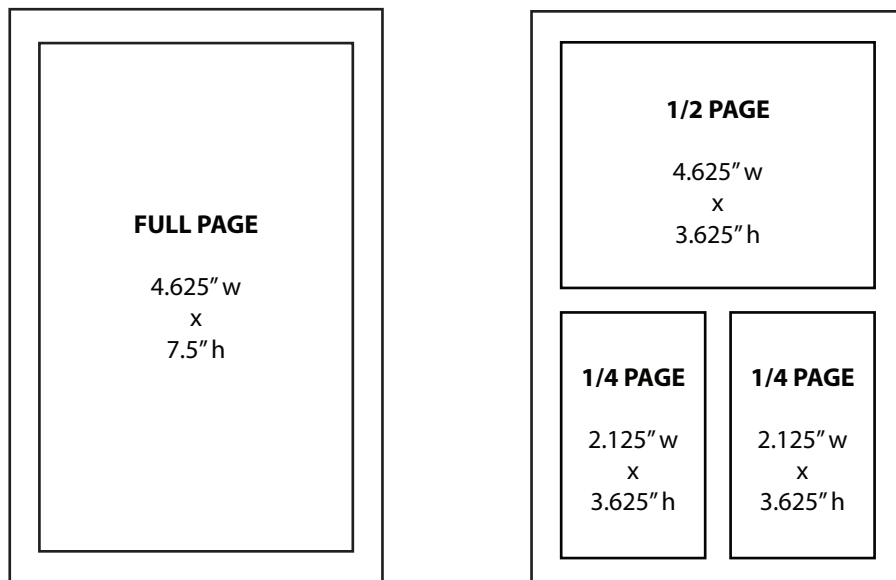 FULL PAGE
4.625” w
x
7.5” h
1/2 PAGE
4.625” w
x
3.625” h
1/4 PAGE
2.125” w
x
3.625” h
1/4 PAGE
2.125” w
x
3.625” h